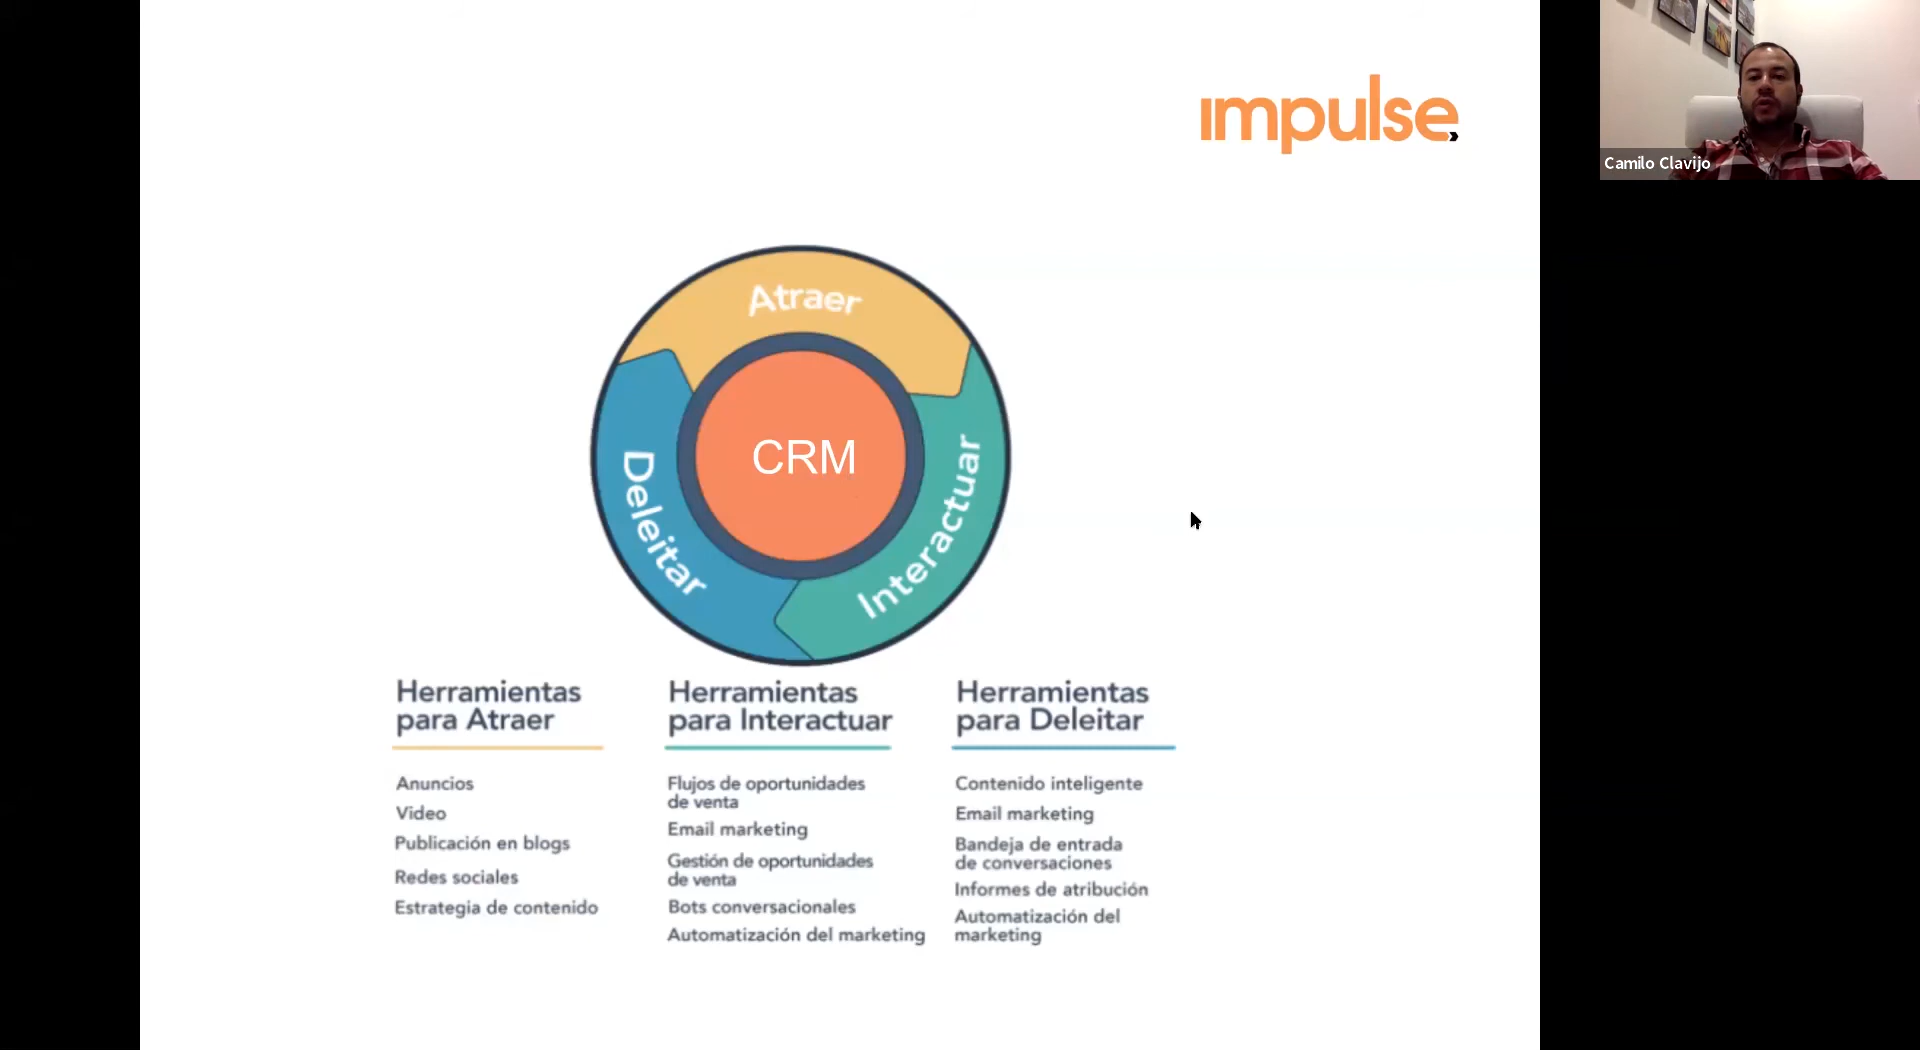 impulse
Camilo Clavijo
Atraer
CRM
Interactuar
Deleitar
Herramientas
para Atraer
Anuncios
Video
Publicación en blogs
Redes sociales
Estrategia de contenido
Herramientas
para Interactuar
Flujos de oportunidades
de venta
Email marketing
Gestión de oportunidades
de venta
Bots conversacionales
Automatización del marketing
Herramientas
para Deleitar
Contenido inteligente
Email marketing
Bandeja de entrada
de conversaciones
Informes de atribución
Automatización del
marketing